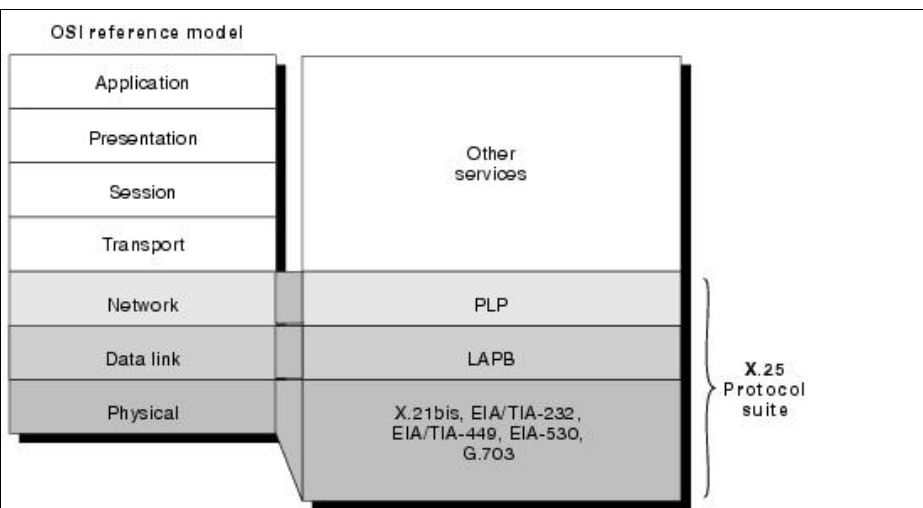 OSI reference model
Application
Presentation
Session
Transport
Network
Data link
Physical
Other
services
PLP
LAPB
X.21bis, EIA/TIA-232,
EIA/TIA-449, EIA-530,
G.703
X.25
Protocol
suite